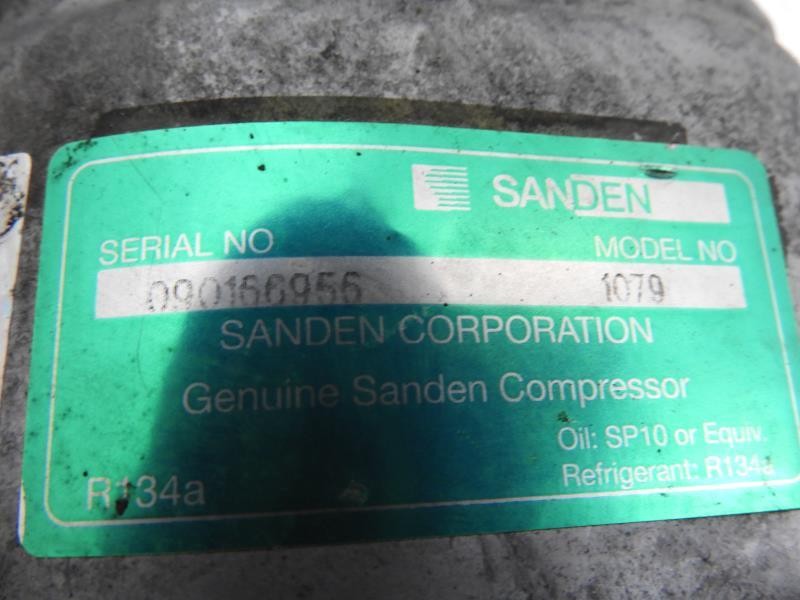 SANDEN
SERIAL NO MODEL NO
090166956 1079
SANDEN CORPORATION
Genuine Sanden Compressor
Oil: SP10 or Equiv.
R134a Refrigerant: R134a